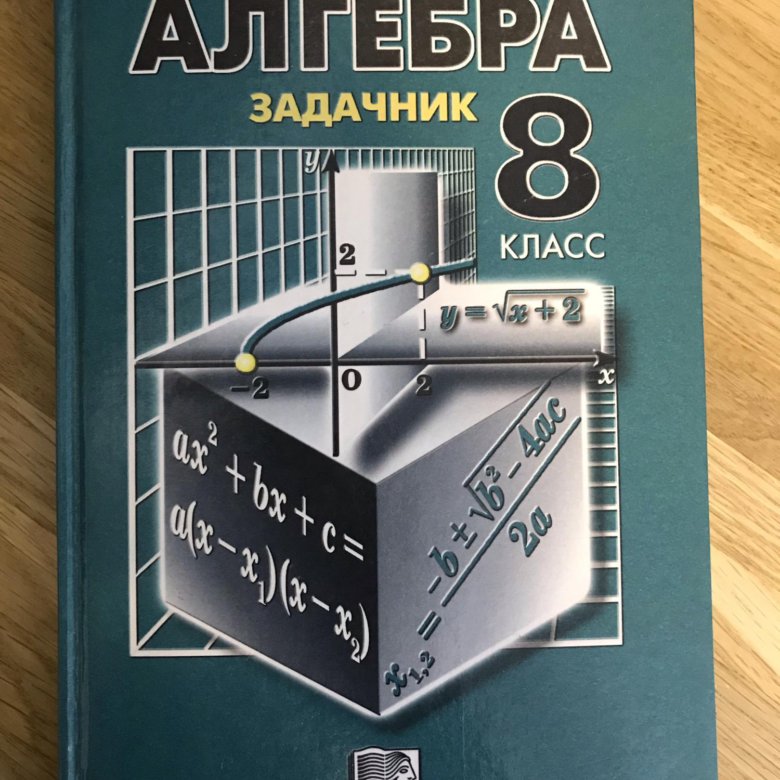 АЛГЕБРА
ЗАДАЧНИК
8
КЛАСС
y
2
y = √x + 2
-2
0
2
x
ax² + bx + c =
a(x - x₁)(x - x₂)
x₁,₂ = -b ± √b² - 4ac
2a